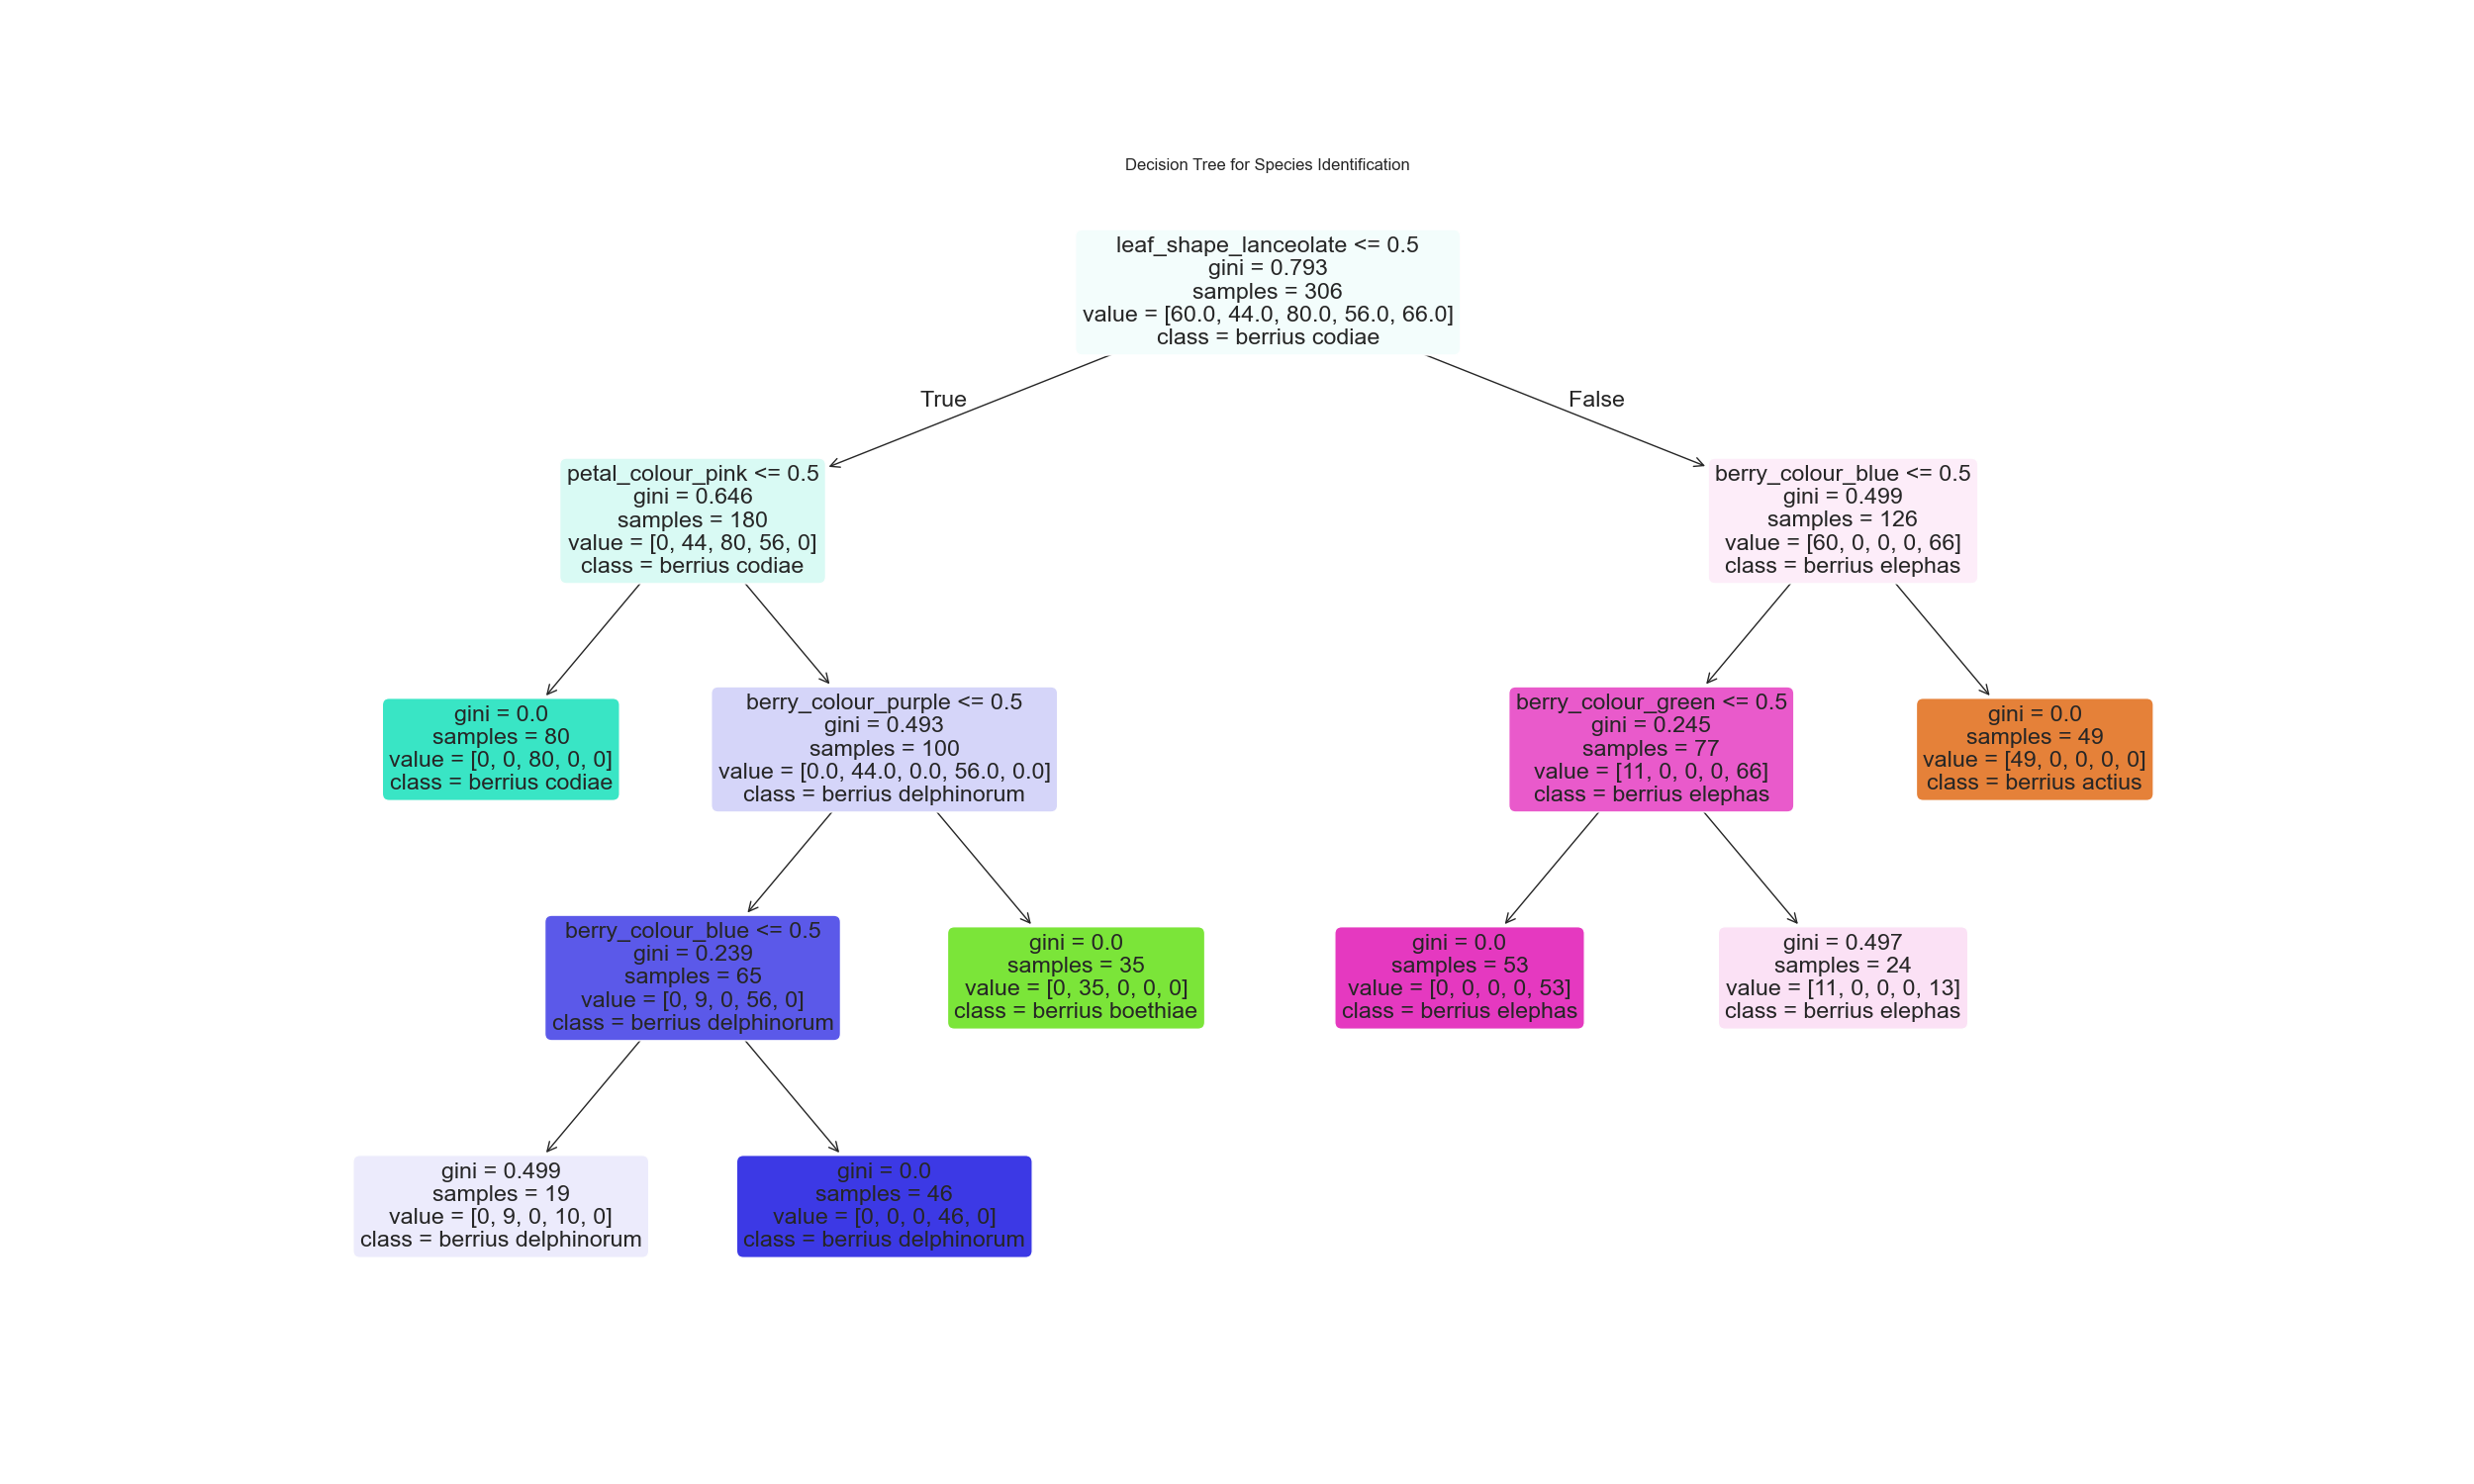 Decision Tree for Species Identification
leaf_shape_lanceolate <= 0.5
gini = 0.793
samples = 306
value = [60.0, 44.0, 80.0, 56.0, 66.0]
class = berrius codiae
True
False
petal_colour_pink <= 0.5
gini = 0.646
samples = 180
value = [0, 44, 80, 56, 0]
class = berrius codiae
berry_colour_blue <= 0.5
gini = 0.499
samples = 126
value = [60, 0, 0, 0, 66]
class = berrius elephas
gini = 0.0
samples = 80
value = [0, 0, 80, 0, 0]
class = berrius codiae
berry_colour_purple <= 0.5
gini = 0.493
samples = 100
value = [0.0, 44.0, 0.0, 56.0, 0.0]
class = berrius delphinorum
berry_colour_green <= 0.5
gini = 0.245
samples = 77
value = [11, 0, 0, 0, 66]
class = berrius elephas
gini = 0.0
samples = 49
value = [49, 0, 0, 0, 0]
class = berrius actius
berry_colour_blue <= 0.5
gini = 0.239
samples = 65
value = [0, 9, 0, 56, 0]
class = berrius delphinorum
gini = 0.0
samples = 35
value = [0, 35, 0, 0, 0]
class = berrius boethiae
gini = 0.0
samples = 53
value = [0, 0, 0, 0, 53]
class = berrius elephas
gini = 0.497
samples = 24
value = [11, 0, 0, 0, 13]
class = berrius elephas
gini = 0.499
samples = 19
value = [0, 9, 0, 10, 0]
class = berrius delphinorum
gini = 0.0
samples = 46
value = [0, 0, 0, 46, 0]
class = berrius delphinorum